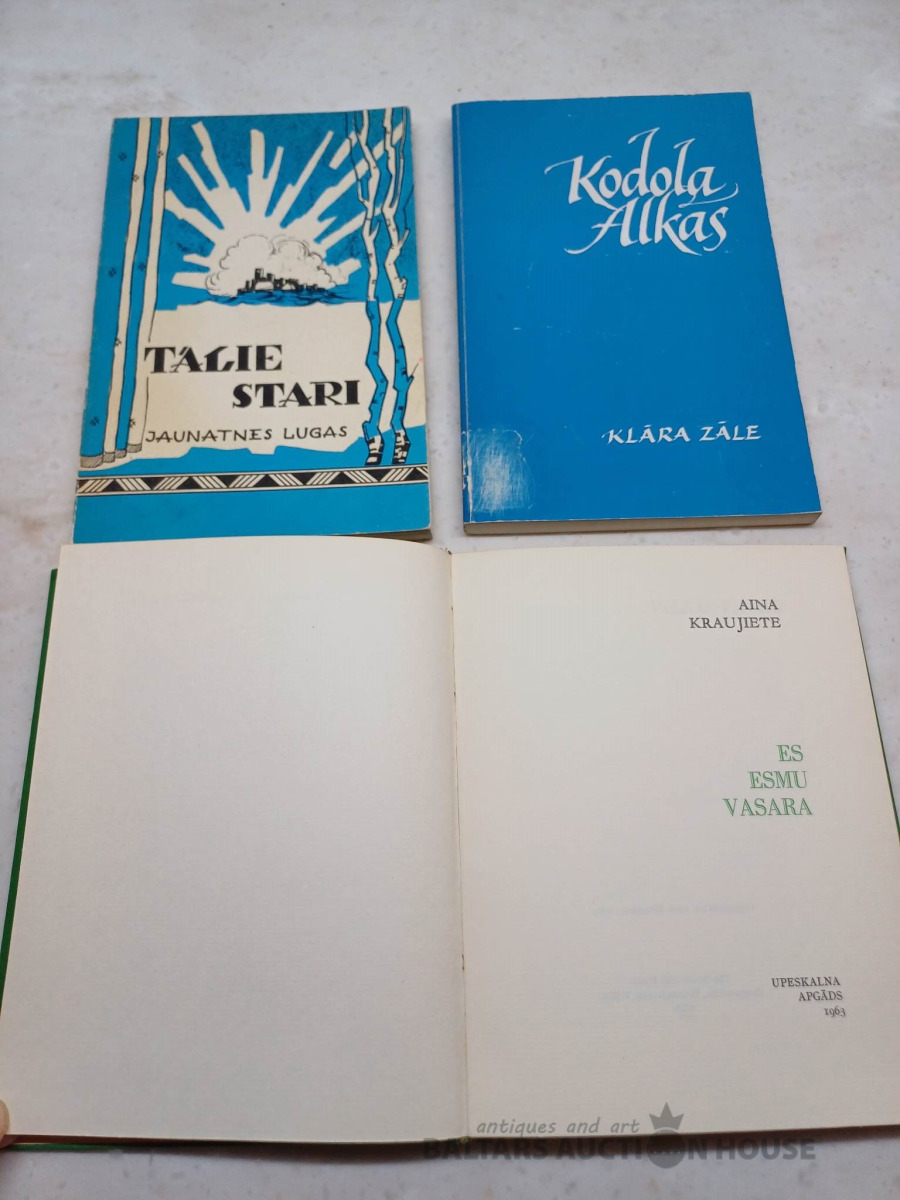 TĀLIE
STARI
JAUNATNES LUGAS
Kodoļa
Alkas
KLĀRA ZĀLE
AINA
KRAUJIETE
ES
ESMU
VASARA
UPESKALNA
APGĀDS
1963
antiques and art
BALTARS AUCTION HOUSE